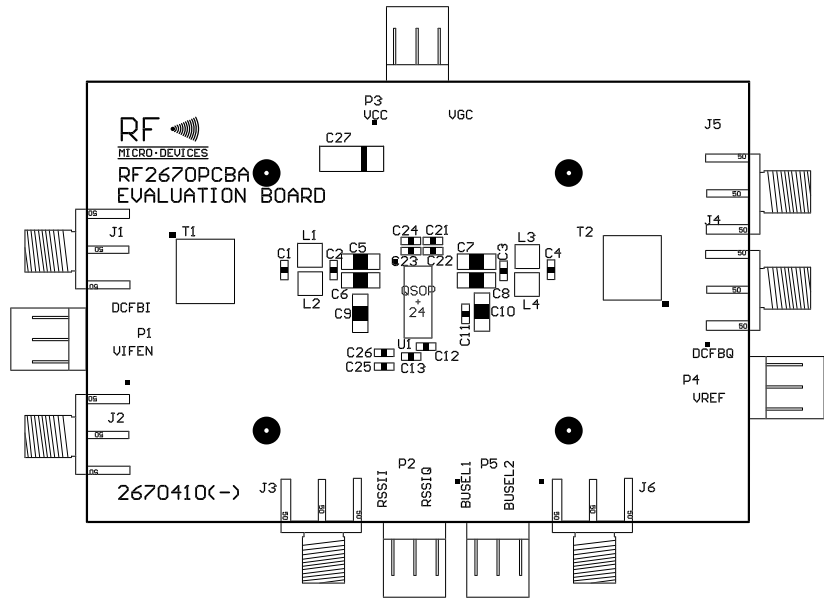 P3
VCC
VGC
J5
RF
MICRO·DEVICES
C27
RF2670PCBA
EVALUATION BOARD
50
50
J4
50
50
J1
T1
T2
C24
C21
50
50
L1
L3
C1
C2
C5
C7
C3
C4
C23
C22
50
50
C6
QSOP
+
24
C8
L2
L4
DCFBI
C9
C11
C10
50
P1
VIFEN
U1
C26
C12
C25
C13
DCFBQ
P4
VREF
50
J2
50
50
2670410(-)
J3
RSSII
P2
RSSIQ
BUSEL1
P5
BUSEL2
J6
50
50
50
50
50
50